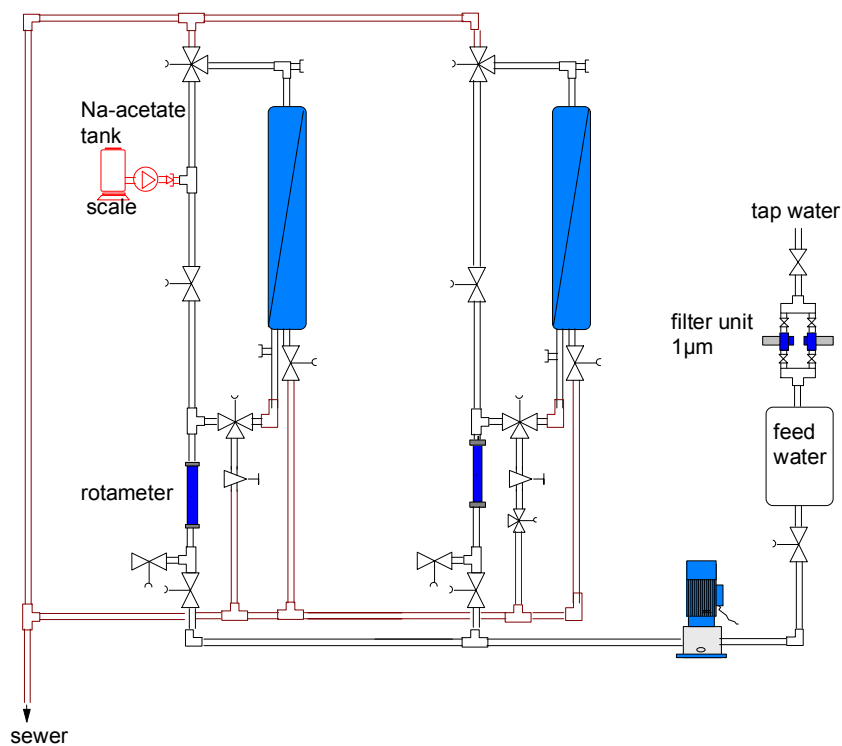 Na-acetate
tank
scale
tap water
filter unit
1µm
feed
water
rotameter
sewer